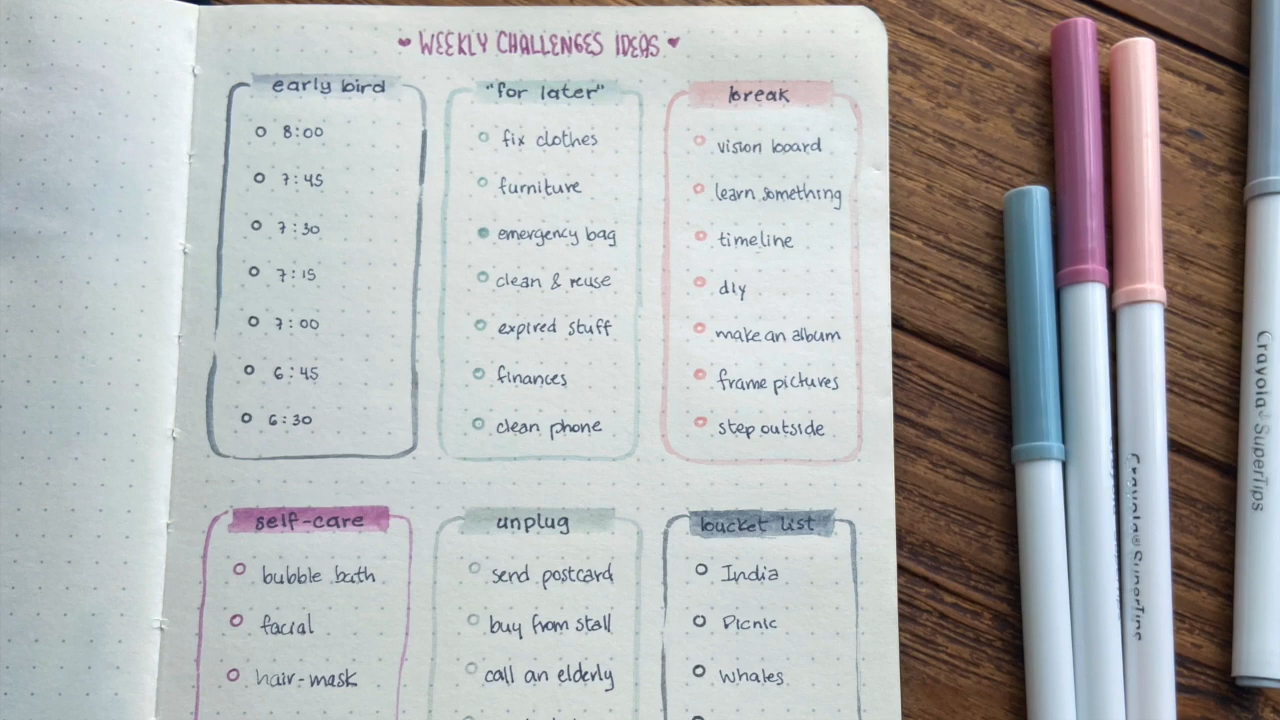 WEEKLY CHALLENGES IDEAS
early bird
8:00
7:45
7:30
7:15
7:00
6:45
6:30
"for later"
fix clothes
furniture
emergency bag
clean & reuse
expired stuff
finances
clean phone
break
vision board
learn something
timeline
diy
make an album
frame pictures
step outside
self-care
bubble bath
facial
hair-mask
unplug
send postcard
buy from stall
call an elderly
bucket list
India
Picnic
Whales
Crayola SuperTips
Crayola SuperTips